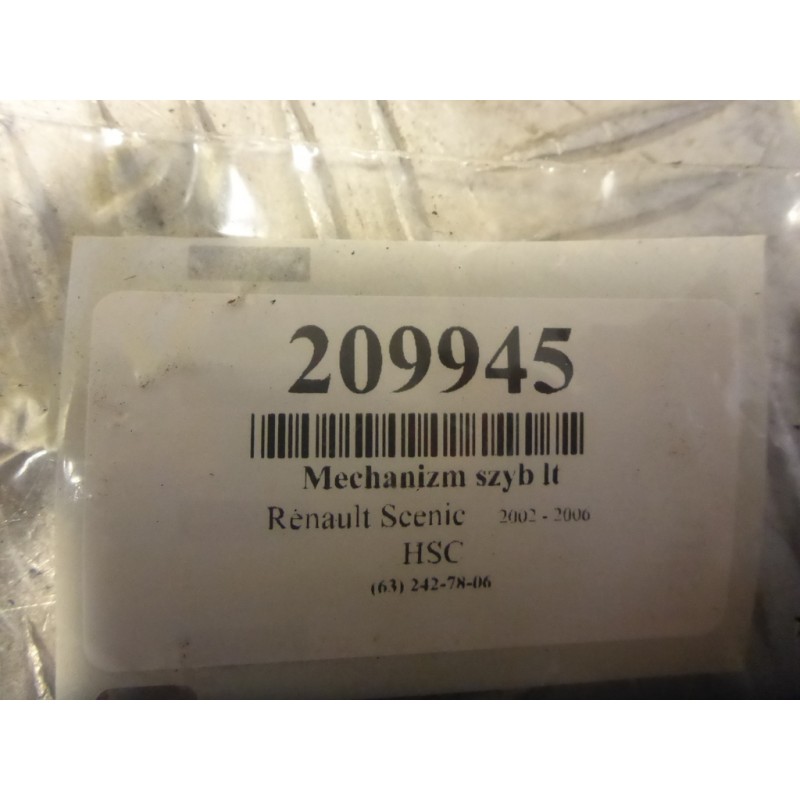 209945
Mechanizm szyb lt
Renault Scenic 2002 - 2006
HSC
(63) 242-78-06